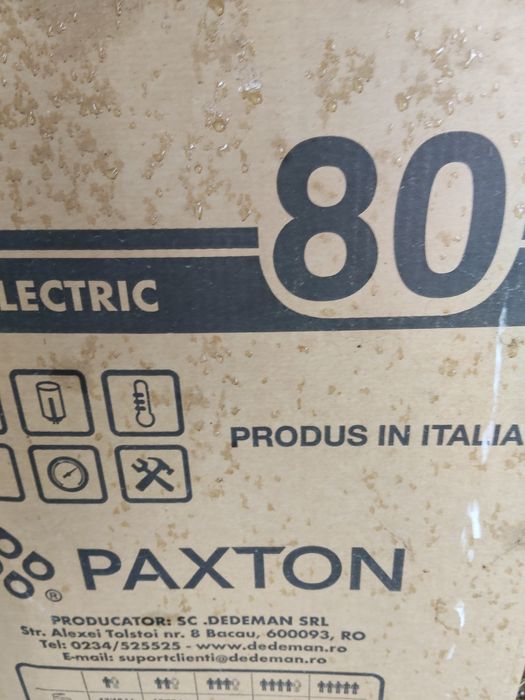 80
LECTRIC
PRODUS IN ITALIA
® PAXTON
PRODUCATOR: SC .DEDEMAN SRL
Str. Alexei Tolstoi nr. 8 Bacau, 600093, RO
Tel: 0234/525525 - www.dedeman.ro
E-mail: suportclienti@dedeman.ro